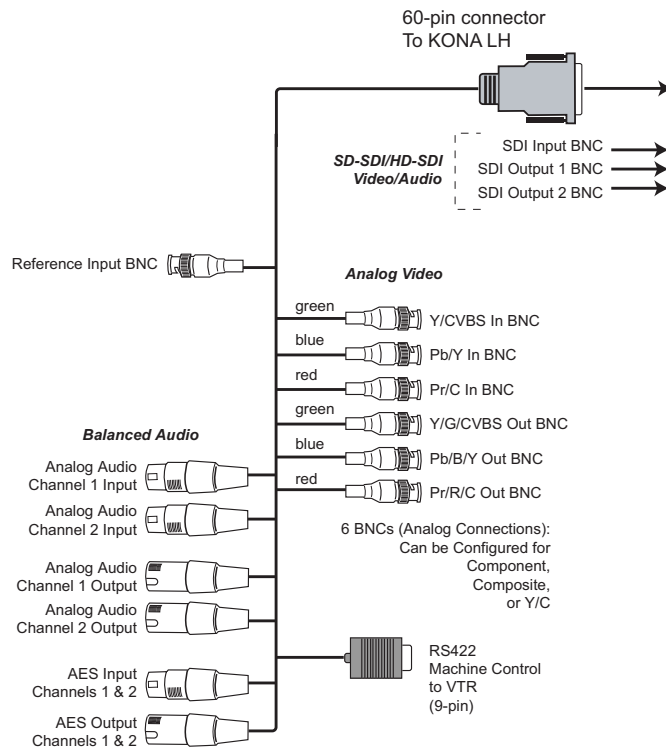 60-pin connector
To KONA LH
SD-SDI/HD-SDI
Video/Audio
SDI Input BNC
SDI Output 1 BNC
SDI Output 2 BNC
Reference Input BNC
Analog Video
green
Y/CVBS In BNC
blue
Pb/Y In BNC
red
Pr/C In BNC
green
Y/G/CVBS Out BNC
blue
Pb/B/Y Out BNC
red
Pr/R/C Out BNC
6 BNCs (Analog Connections):
Can be Configured for
Component,
Composite,
or Y/C
Balanced Audio
Analog Audio
Channel 1 Input
Analog Audio
Channel 2 Input
Analog Audio
Channel 1 Output
Analog Audio
Channel 2 Output
AES Input
Channels 1 & 2
AES Output
Channels 1 & 2
RS422
Machine Control
to VTR
(9-pin)